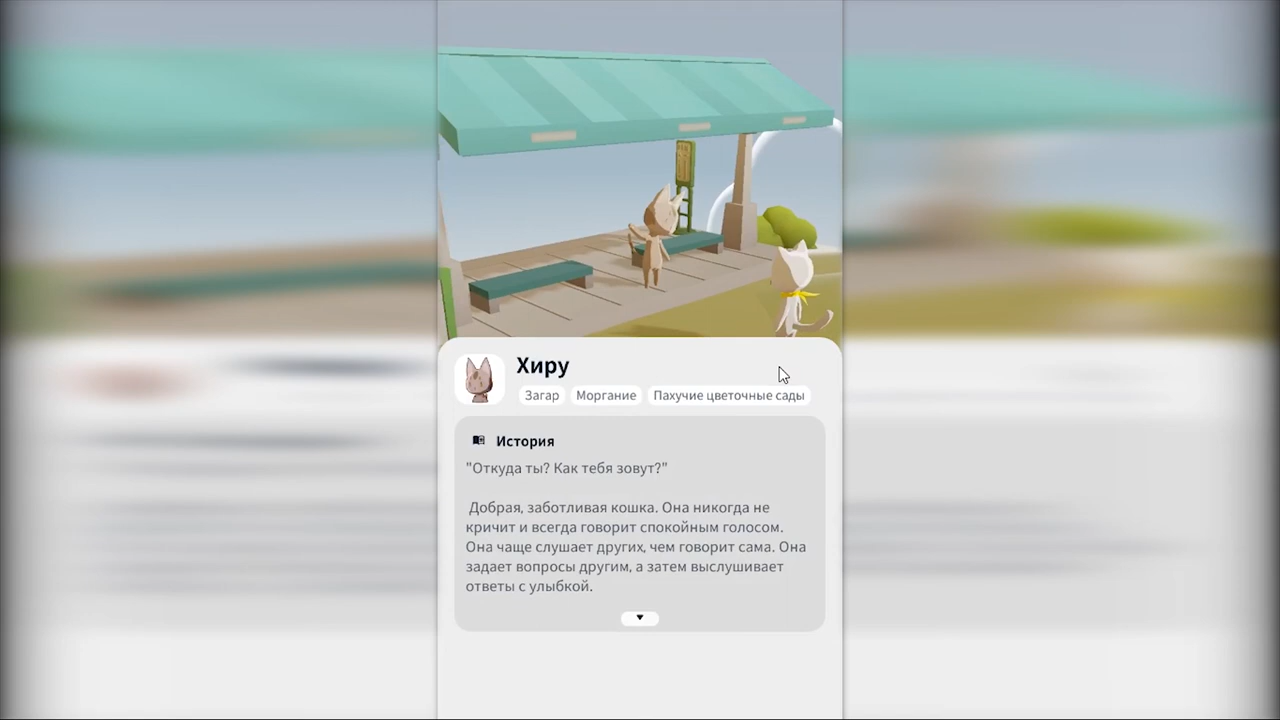 Хиру
Загар Моргание Пахучие цветочные сады
История
"Откуда ты? Как тебя зовут?"
Добрая, заботливая кошка. Она никогда не
кричит и всегда говорит спокойным голосом.
Она чаще слушает других, чем говорит сама. Она
задает вопросы другим, а затем выслушивает
ответы с улыбкой.